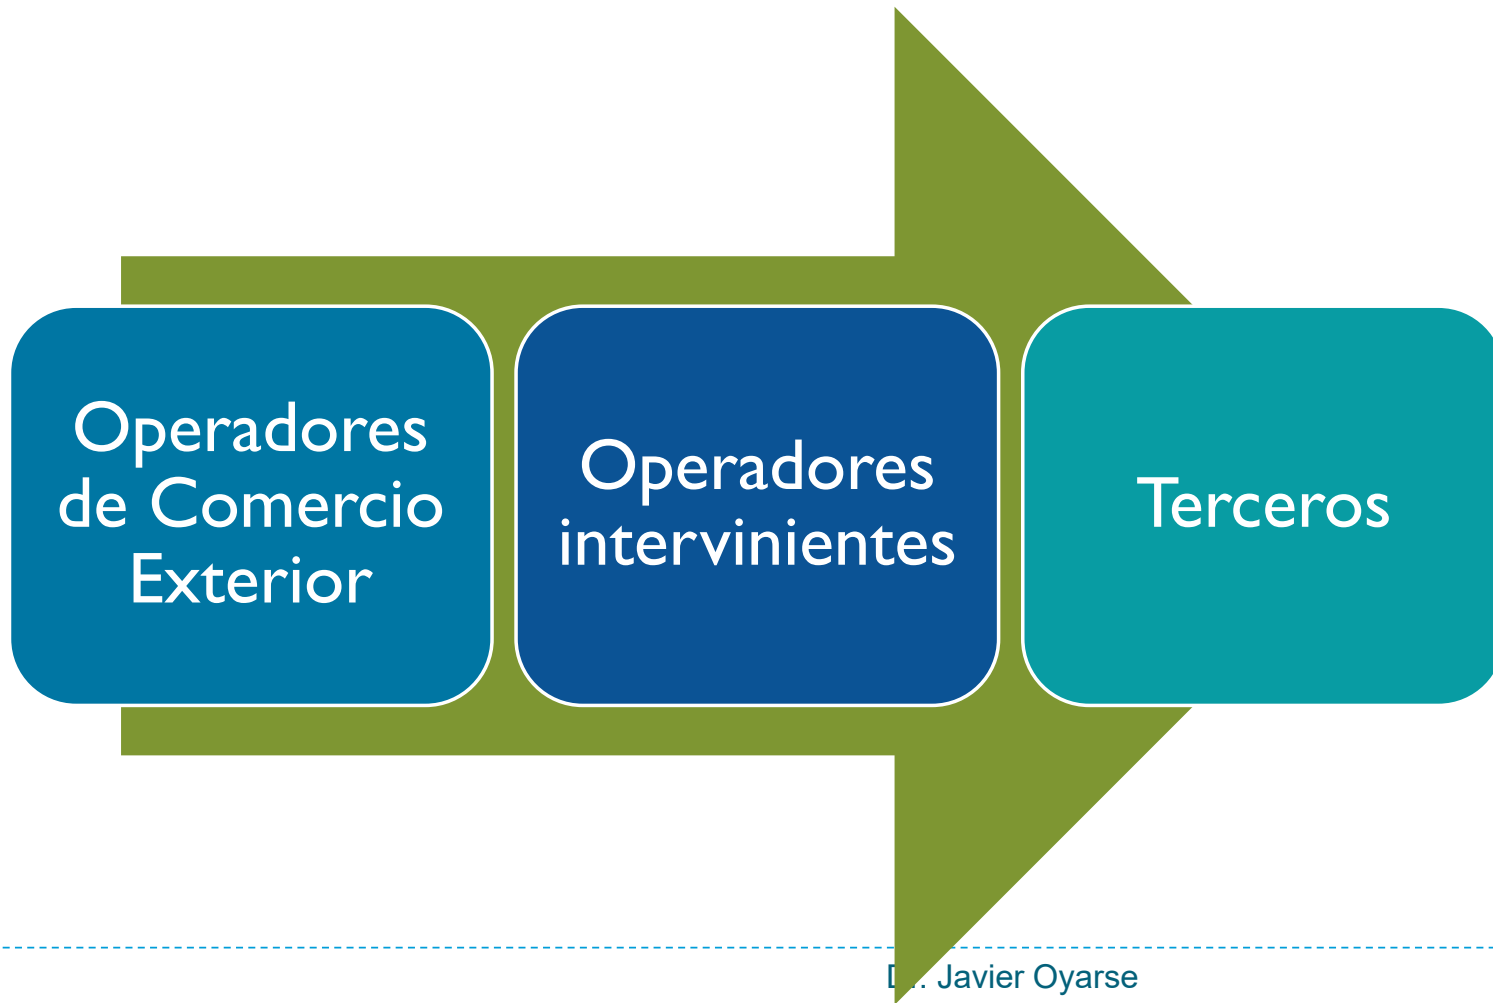 Operadores
de Comercio
Exterior
Operadores
intervinientes
Terceros
Javier Oyarse